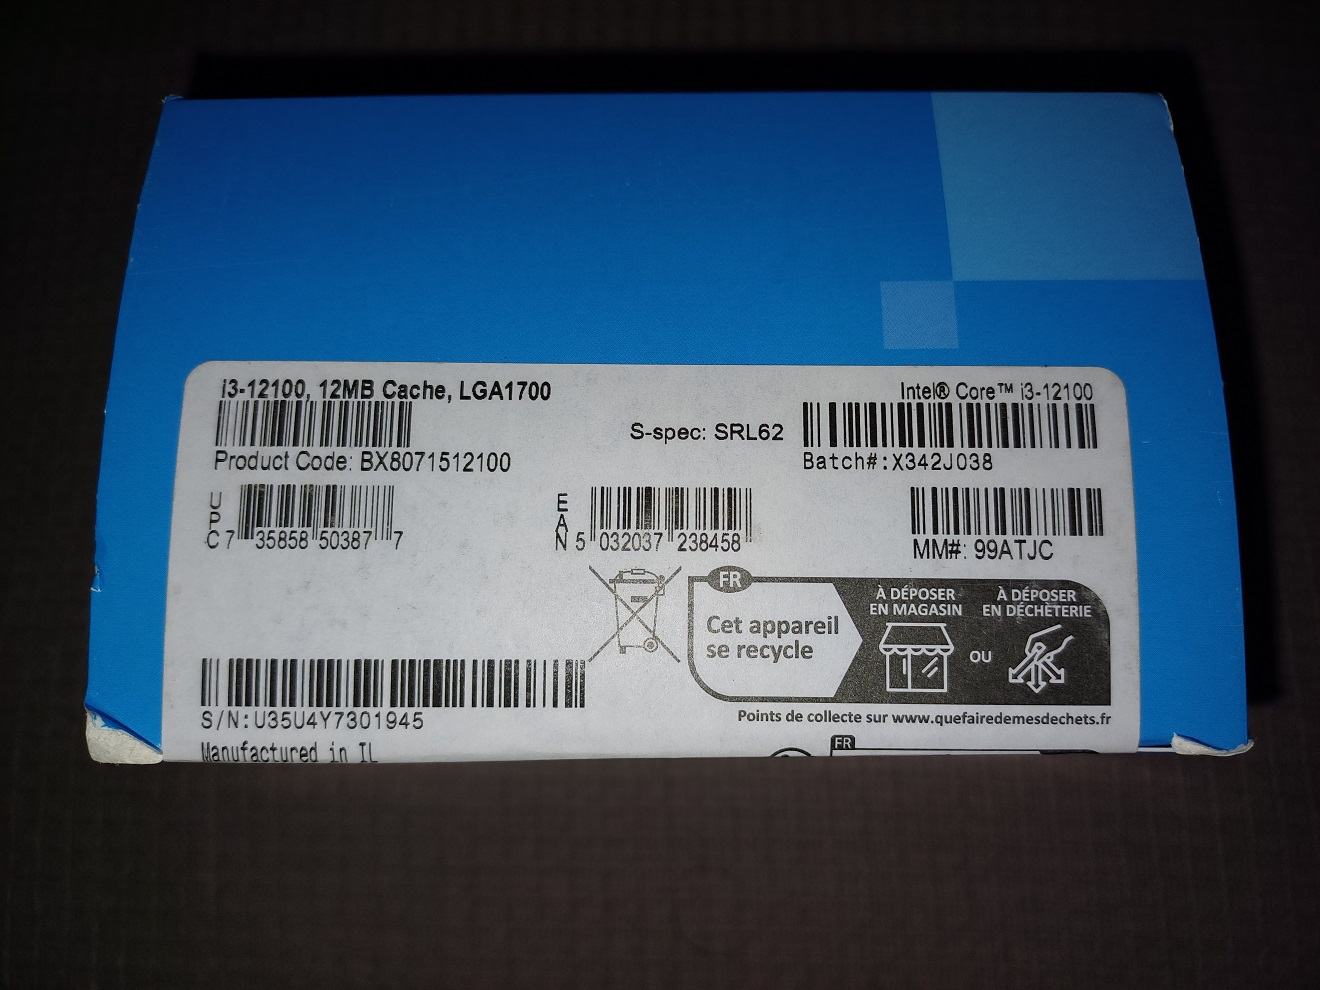 i3-12100, 12MB Cache, LGA1700
Intel® Core™ i3-12100
S-spec: SRL62
Product Code: BX8071512100
Batch#:X342J038
UPC 7 35858 50387 7
EAN 5 032037 238458
MM#: 99ATJC
FR
Cet appareil
se recycle
À DÉPOSER
EN MAGASIN
OU
À DÉPOSER
EN DÉCHÈTERIE
Points de collecte sur www.quefairedemesdechets.fr
S/N:U35U4Y7301945
Manufactured in IL
FR